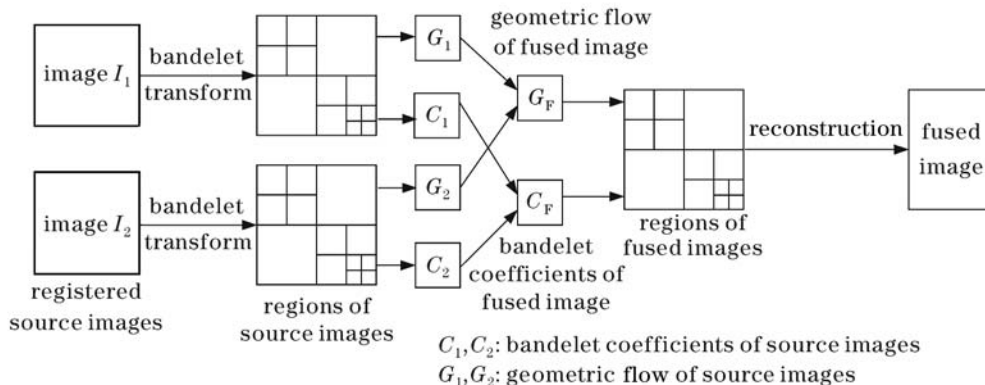 image I₁
bandelet
transform
G₁
C₁
geometric flow
of fused image
G_F
reconstruction
fused
image
image I₂
bandelet
transform
G₂
C₂
C_F
bandelet
coefficients of
fused image
regions of
fused images
registered
source images
regions of
source images
C₁,C₂: bandelet coefficients of source images
G₁,G₂: geometric flow of source images